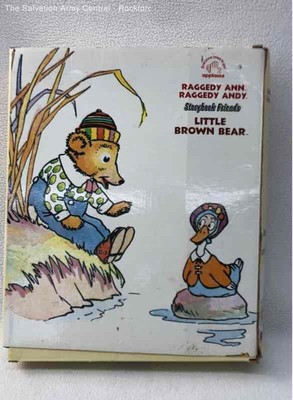 The Salvation Army Central - Rockford
applause
RAGGEDY ANN.
RAGGEDY ANDY.
Storybook Friends
LITTLE
BROWN BEAR.